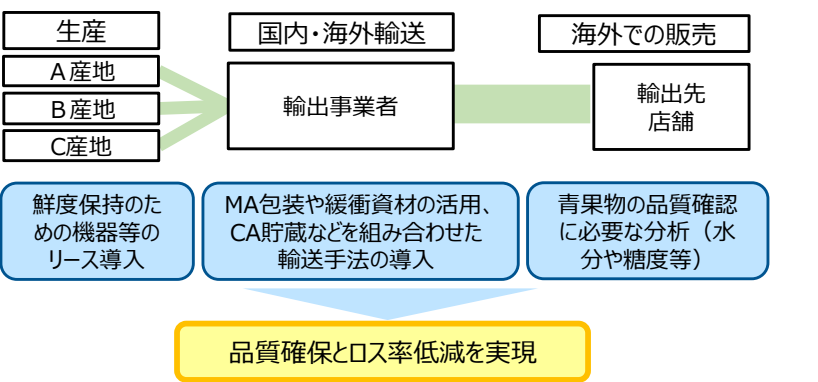 生産
国内・海外輸送
海外での販売
A産地
B産地
C産地
輸出事業者
輸出先
店舗
鮮度保持のた
めの機器等の
リース導入
MA包装や緩衝資材の活用、
CA貯蔵などを組み合わせた
輸送手法の導入
青果物の品質確認
に必要な分析（水
分や糖度等）
品質確保とロス率低減を実現